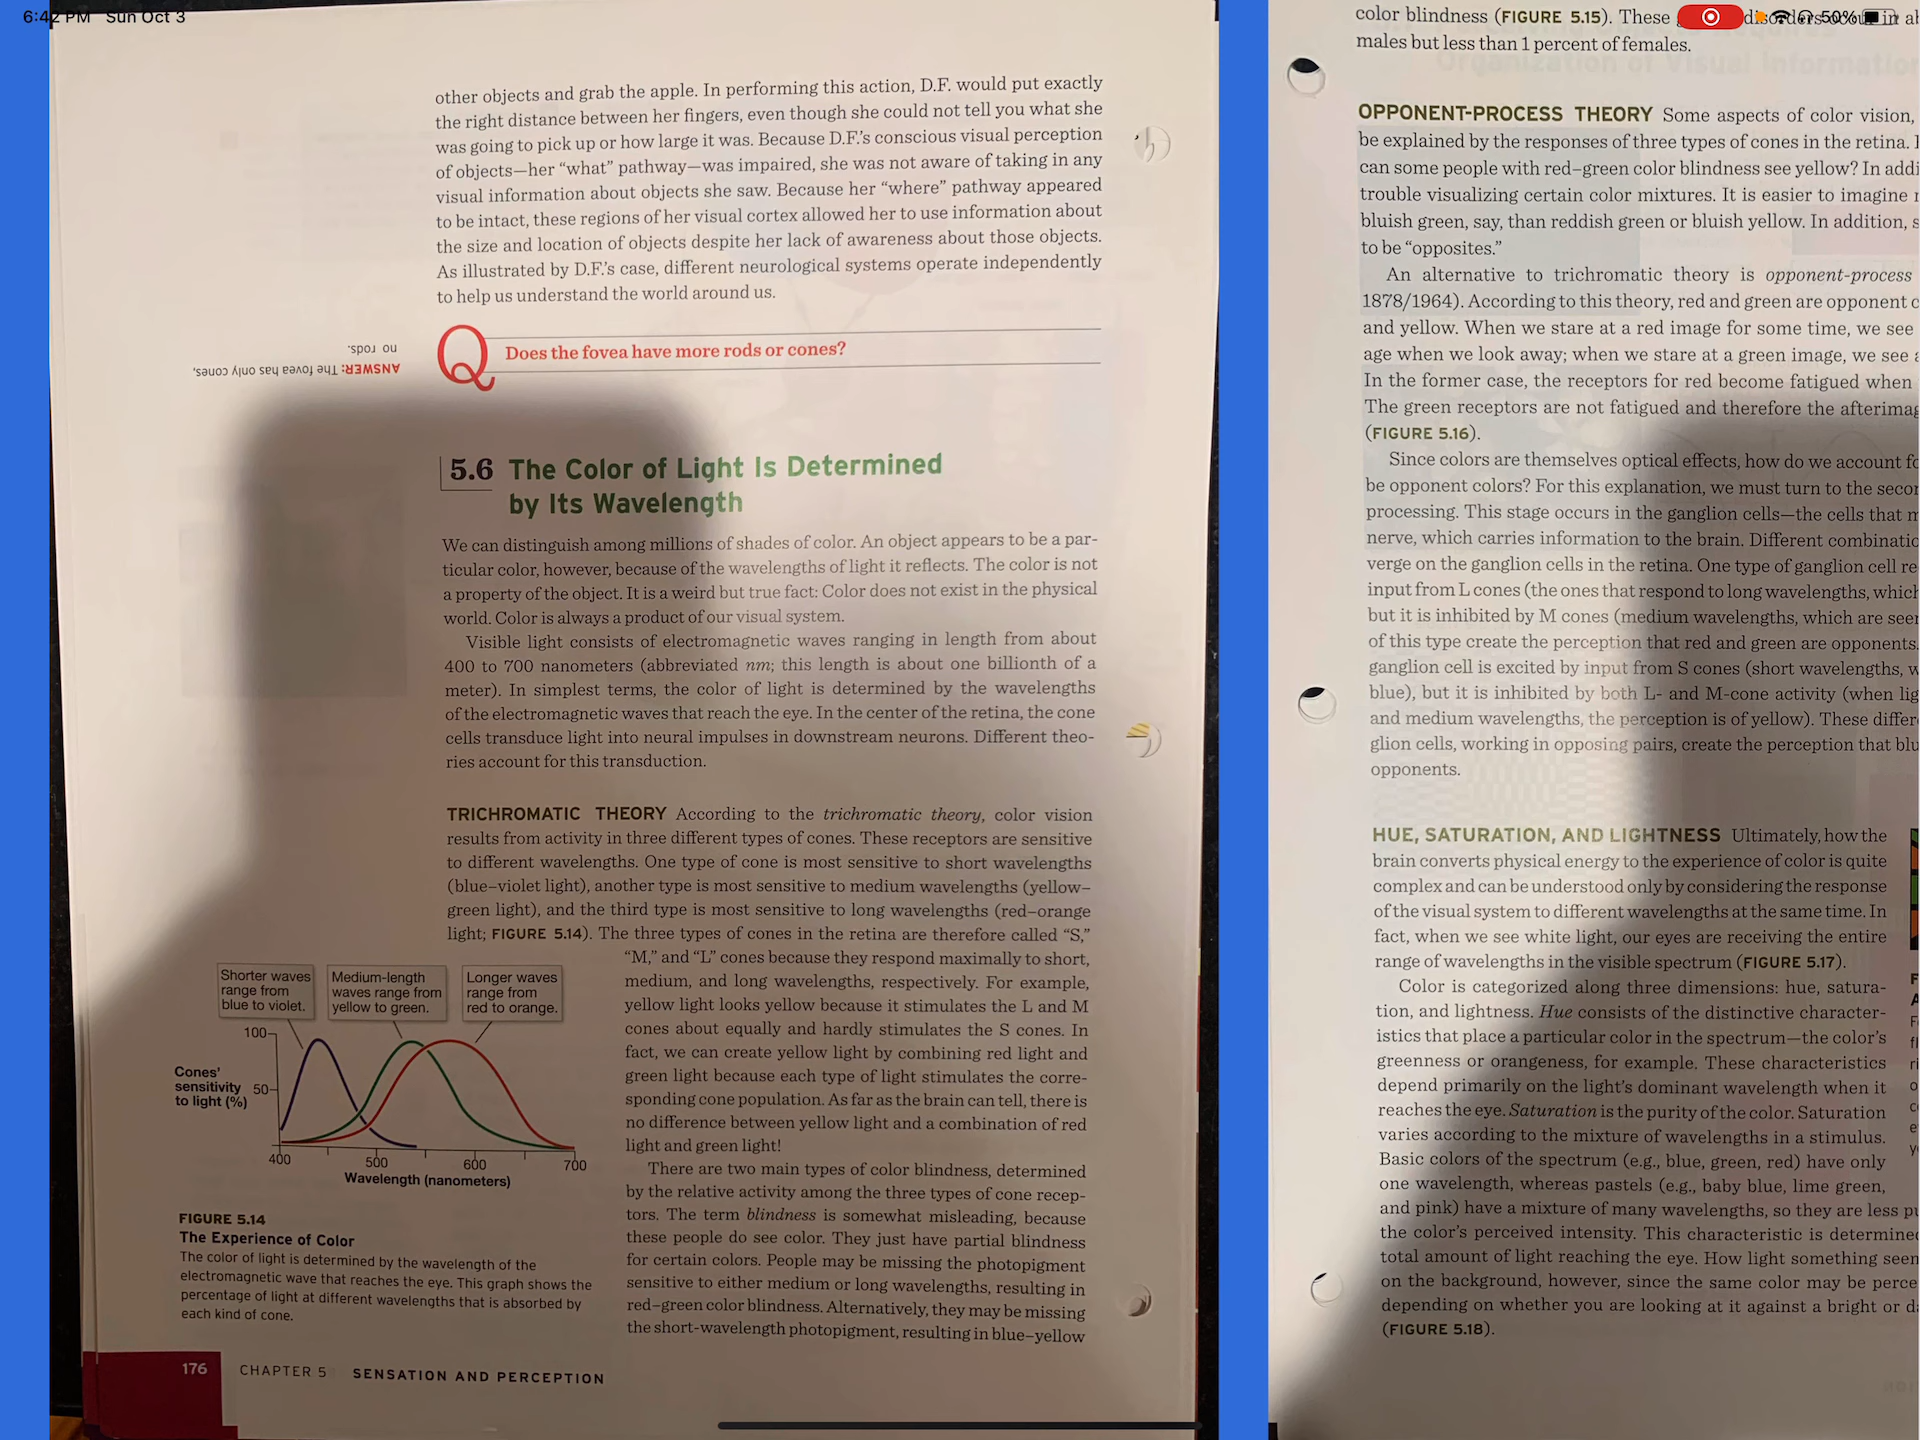 6:42 PM Sun Oct 3
50%
other objects and grab the apple. In performing this action, D.F. would put exactly
the right distance between her fingers, even though she could not tell you what she
was going to pick up or how large it was. Because D.F.'s conscious visual perception
of objects—her “what” pathway—was impaired, she was not aware of taking in any
visual information about objects she saw. Because her “where” pathway appeared
to be intact, these regions of her visual cortex allowed her to use information about
the size and location of objects despite her lack of awareness about those objects.
As illustrated by D.F.'s case, different neurological systems operate independently
to help us understand the world around us.
Q Does the fovea have more rods or cones?
ANSWER: The fovea has only cones,
no rods.
5.6 The Color of Light Is Determined
by Its Wavelength
We can distinguish among millions of shades of color. An object appears to be a par-
ticular color, however, because of the wavelengths of light it reflects. The color is not
a property of the object. It is a weird but true fact: Color does not exist in the physical
world. Color is always a product of our visual system.
Visible light consists of electromagnetic waves ranging in length from about
400 to 700 nanometers (abbreviated nm; this length is about one billionth of a
meter). In simplest terms, the color of light is determined by the wavelengths
of the electromagnetic waves that reach the eye. In the center of the retina, the cone
cells transduce light into neural impulses in downstream neurons. Different theo-
ries account for this transduction.
TRICHROMATIC THEORY According to the trichromatic theory, color vision
results from activity in three different types of cones. These receptors are sensitive
to different wavelengths. One type of cone is most sensitive to short wavelengths
(blue–violet light), another type is most sensitive to medium wavelengths (yellow–
green light), and the third type is most sensitive to long wavelengths (red–orange
light; FIGURE 5.14). The three types of cones in the retina are therefore called “S,”
“M,” and “L” cones because they respond maximally to short,
medium, and long wavelengths, respectively. For example,
yellow light looks yellow because it stimulates the L and M
cones about equally and hardly stimulates the S cones. In
fact, we can create yellow light by combining red light and
green light because each type of light stimulates the corre-
sponding cone population. As far as the brain can tell, there is
no difference between yellow light and a combination of red
light and green light!
There are two main types of color blindness, determined
by the relative activity among the three types of cone recep-
tors. The term blindness is somewhat misleading, because
these people do see color. They just have partial blindness
for certain colors. People may be missing the photopigment
sensitive to either medium or long wavelengths, resulting in
red–green color blindness. Alternatively, they may be missing
the short-wavelength photopigment, resulting in blue–yellow
Shorter waves
range from
blue to violet.
Medium-length
waves range from
yellow to green.
Longer waves
range from
red to orange.
100
Cones'
sensitivity
to light (%)
50
400 500 600 700
Wavelength (nanometers)
FIGURE 5.14
The Experience of Color
The color of light is determined by the wavelength of the
electromagnetic wave that reaches the eye. This graph shows the
percentage of light at different wavelengths that is absorbed by
each kind of cone.
176 CHAPTER 5 SENSATION AND PERCEPTION
color blindness (FIGURE 5.15). These disorders occur in
males but less than 1 percent of females.
OPPONENT-PROCESS THEORY Some aspects of color vision,
be explained by the responses of three types of cones in the retina.
can some people with red–green color blindness see yellow? In
trouble visualizing certain color mixtures. It is easier to imagine
bluish green, say, than reddish green or bluish yellow. In addition,
to be “opposites.”
An alternative to trichromatic theory is opponent-process
1878/1964). According to this theory, red and green are opponent
and yellow. When we stare at a red image for some time, we see
age when we look away; when we stare at a green image, we see
In the former case, the receptors for red become fatigued when
The green receptors are not fatigued and therefore the
(FIGURE 5.16).
Since colors are themselves optical effects, how do we account
be opponent colors? For this explanation, we must turn to the
processing. This stage occurs in the ganglion cells—the cells that
nerve, which carries information to the brain. Different
verge on the ganglion cells in the retina. One type of ganglion cell
input from L cones (the ones that respond to long wavelengths,
but it is inhibited by M cones (medium wavelengths, which are
of this type create the perception that red and green are opponents.
ganglion cell is excited by input from S cones (short wavelengths,
blue), but it is inhibited by both L- and M-cone activity (when
and medium wavelengths, the perception is of yellow). These
glion cells, working in opposing pairs, create the perception that
opponents.
HUE, SATURATION, AND LIGHTNESS Ultimately, how the
brain converts physical energy to the experience of color is quite
complex and can be understood only by considering the response
of the visual system to different wavelengths at the same time. In
fact, when we see white light, our eyes are receiving the entire
range of wavelengths in the visible spectrum (FIGURE 5.17).
Color is categorized along three dimensions: hue, satura-
tion, and lightness. Hue consists of the distinctive character-
istics that place a particular color in the spectrum—the color's
greenness or orangeness, for example. These characteristics
depend primarily on the light's dominant wavelength when it
reaches the eye. Saturation is the purity of the color. Saturation
varies according to the mixture of wavelengths in a stimulus.
Basic colors of the spectrum (e.g., blue, green, red) have only
one wavelength, whereas pastels (e.g., baby blue, lime green,
and pink) have a mixture of many wavelengths, so they are less
the color's perceived intensity. This characteristic is
total amount of light reaching the eye. How light something
on the background, however, since the same color may be
depending on whether you are looking at it against a bright or
(FIGURE 5.18).